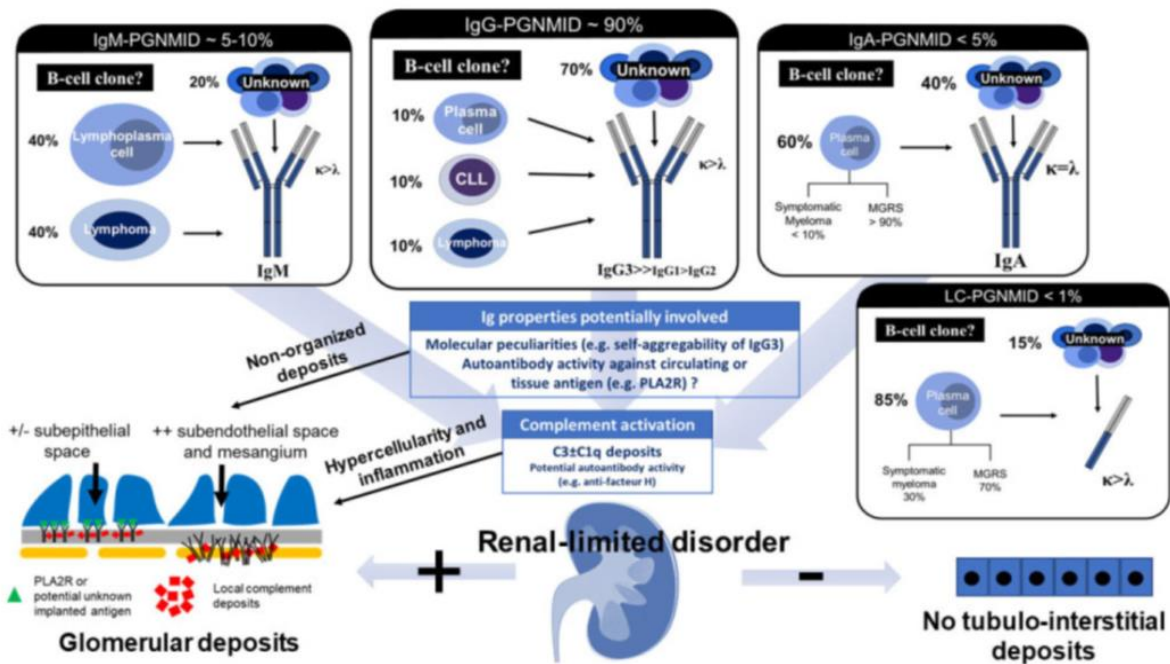 IgM-PGNMID ~ 5-10%
B-cell clone?
20%
Unknown
40%
Lymphoplasma
cell
κ>λ
40%
Lymphoma
IgM
IgG-PGNMID ~ 90%
B-cell clone?
70%
Unknown
10%
Plasma
cell
κ>λ
10%
CLL
10%
Lymphoma
IgG3>>IgG1>IgG2
IgA-PGNMID < 5%
B-cell clone?
40%
Unknown
60%
Plasma
cell
κ=λ
Symptomatic
Myeloma
< 10%
MGRS
> 90%
IgA
LC-PGNMID < 1%
B-cell clone?
15%
Unknown
85%
Plasma
cell
Symptomatic
myeloma
30%
MGRS
70%
κ>λ
Ig properties potentially involved
Molecular peculiarities (e.g. self-aggregability of IgG3)
Autoantibody activity against circulating or
tissue antigen (e.g. PLA2R) ?
Non-organized
deposits
Complement activation
C3±C1q deposits
Potential autoantibody activity
(e.g. anti-facteur H)
Hypercellularity and
inflammation
+/- subepithelial
space
++ subendothelial space
and mesangium
PLA2R or
potential unknown
implanted antigen
Local complement
deposits
Glomerular deposits
Renal-limited disorder
+
-
No tubulo-interstitial
deposits